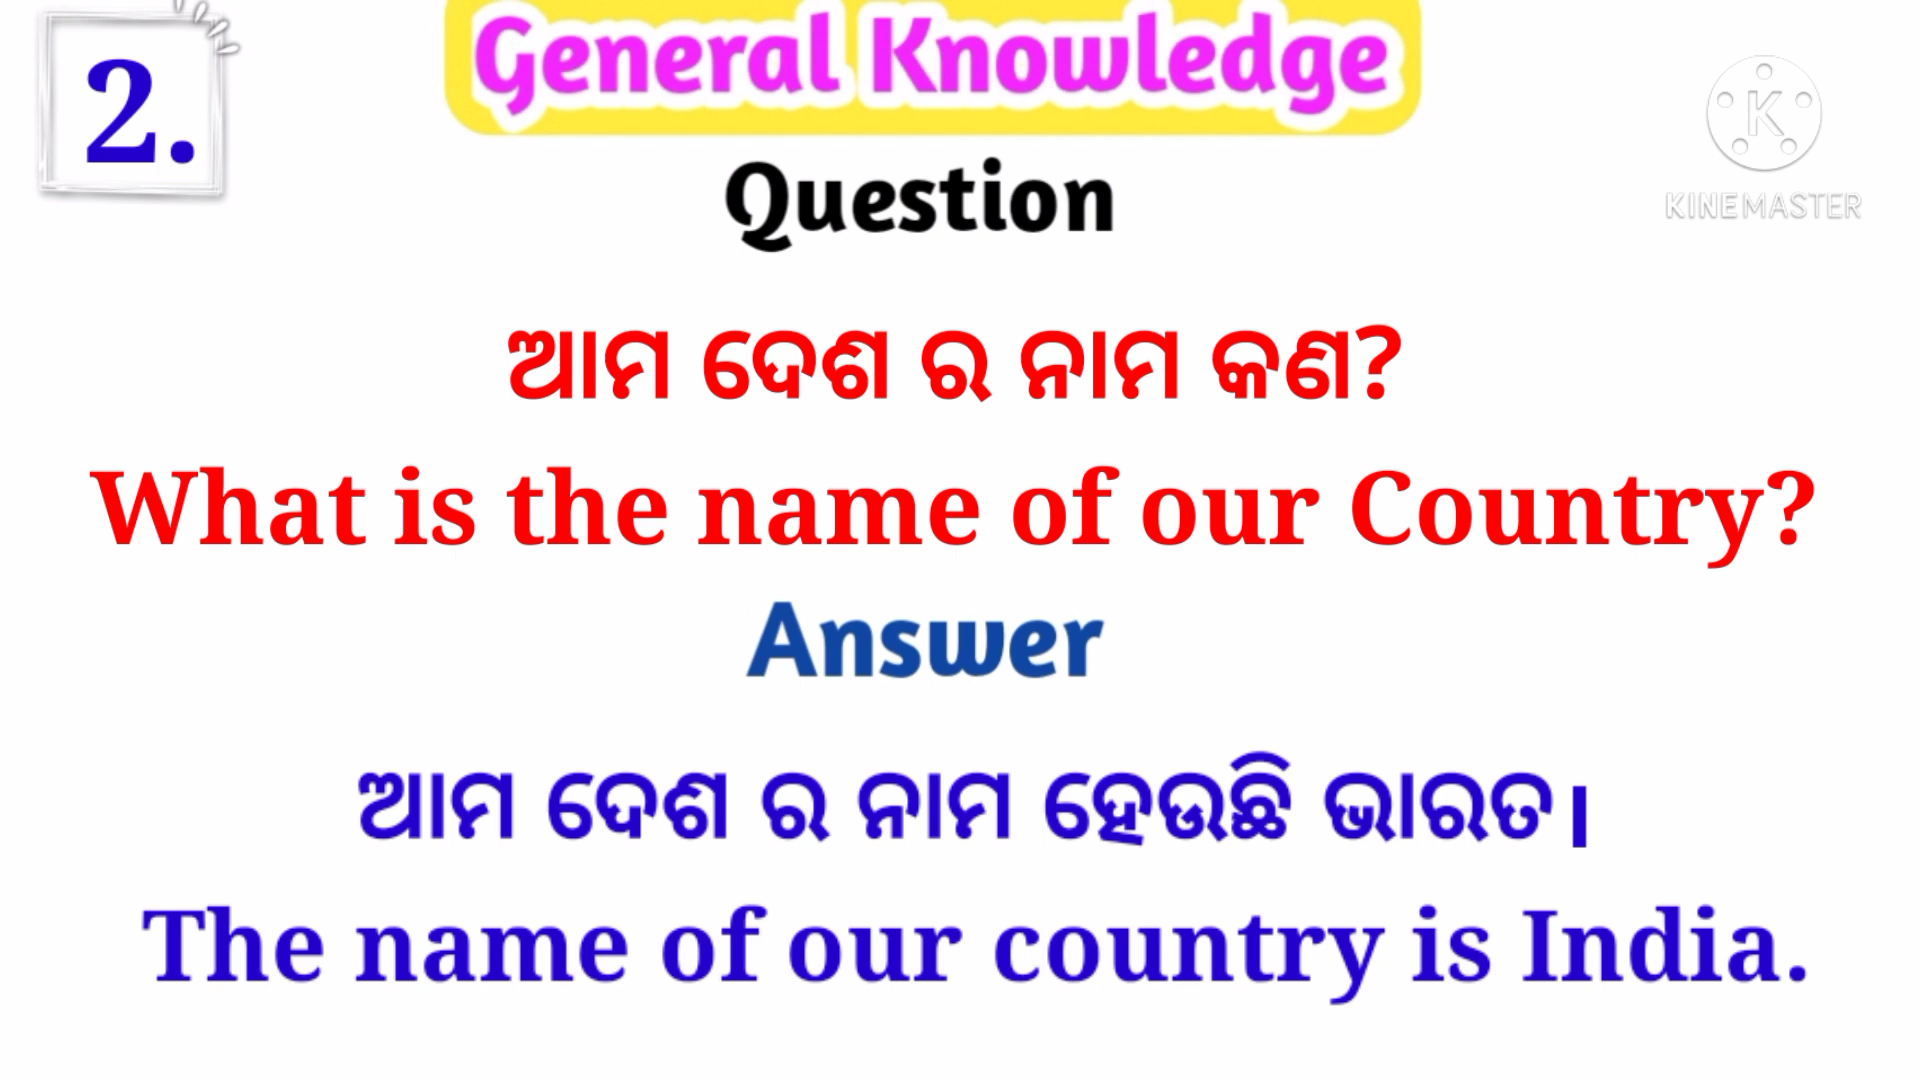 General Knowledge
2.
K
KINEMASTER
Question
ଆମ ଦେଶ ର ନାମ କଣ?
What is the name of our Country?
Answer
ଆମ ଦେଶ ର ନାମ ହେଉଛି ଭାରତ।
The name of our country is India.